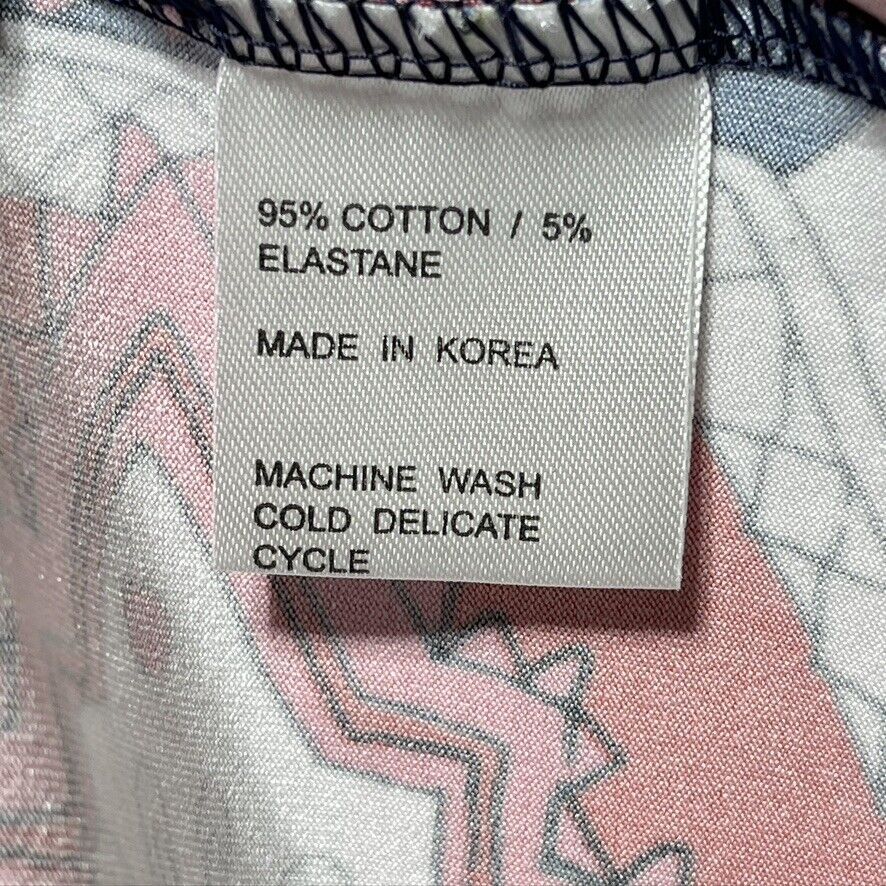 95% COTTON / 5%
ELASTANE
MADE IN KOREA
MACHINE WASH
COLD DELICATE
CYCLE